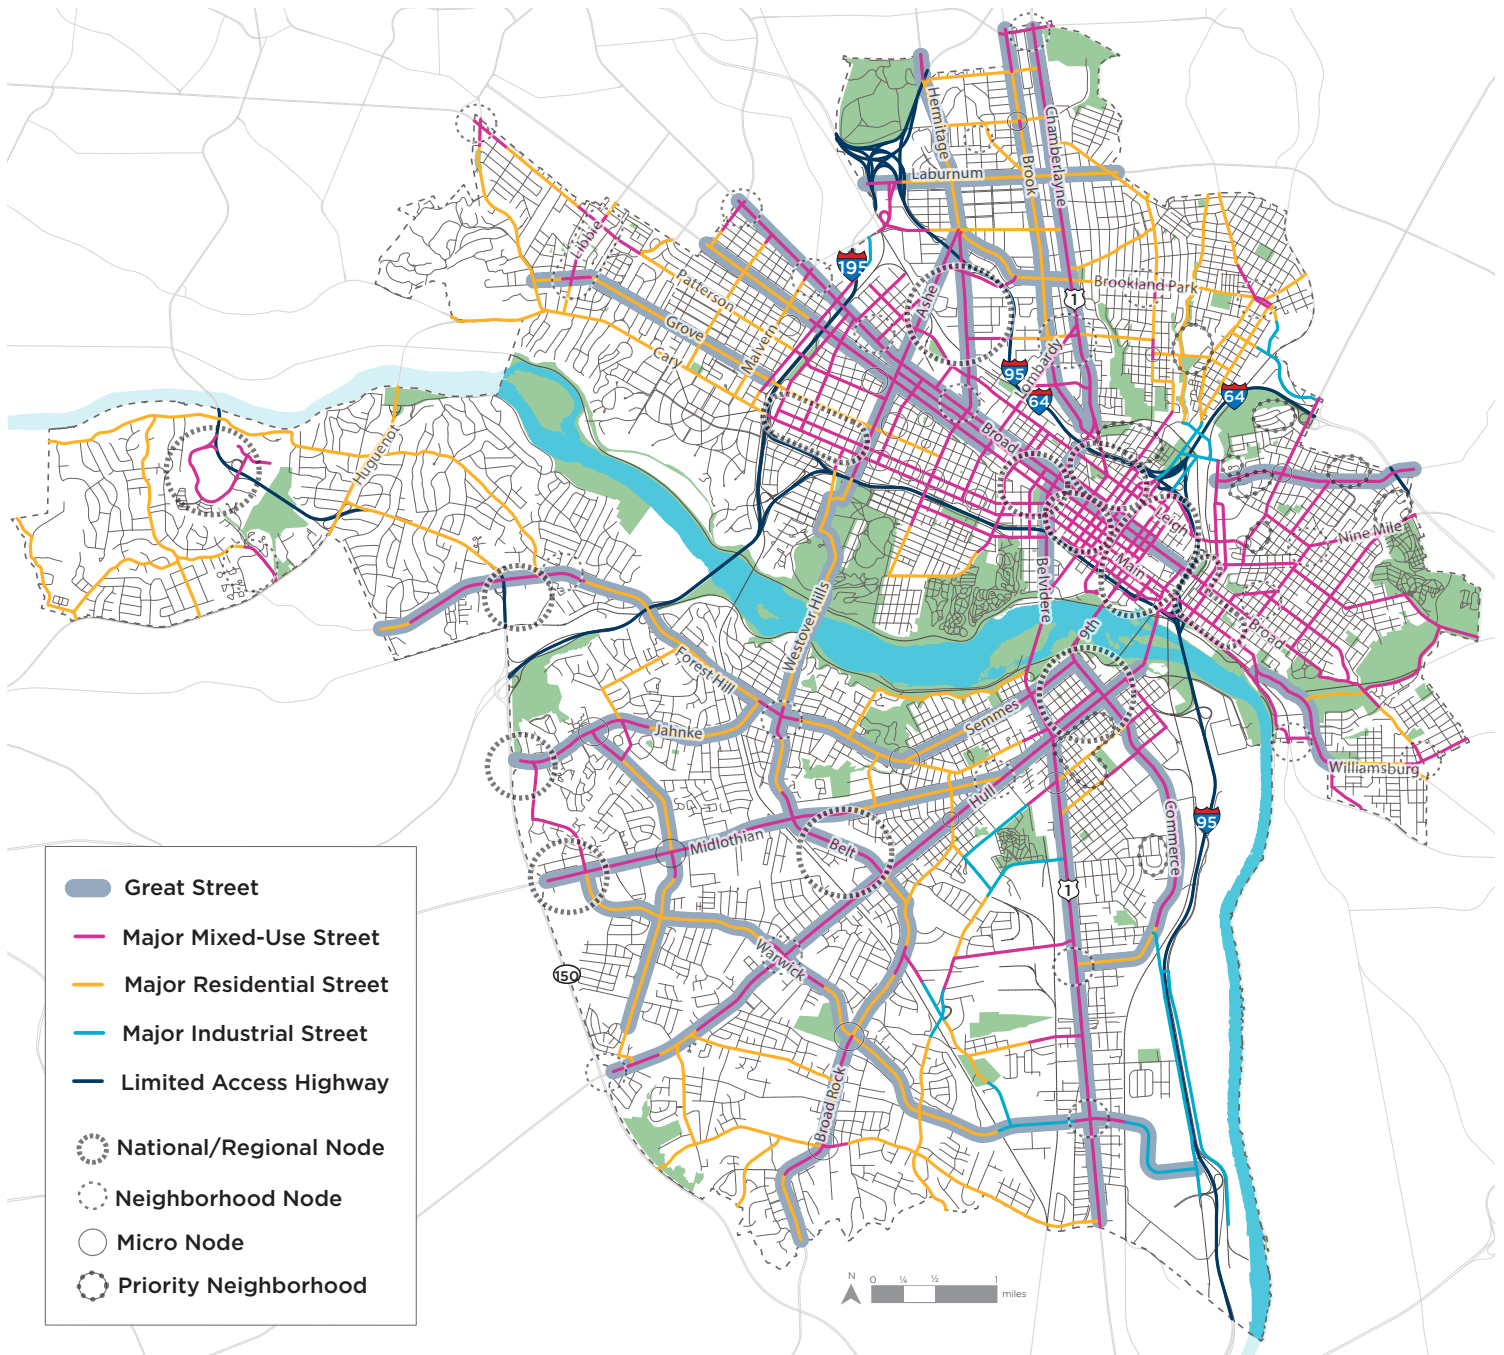 Hermitage
Chamberlayne
Brook
Laburnum
Libbie
195
Patterson
Ashe
Brookland Park
1
Grove
Malvern
Cary
Lombardy
95
64
64
Broad
Huguenot
Leigh
Nine Mile
Main
Belvidere
Westover Hills
9th
Broad
Forest Hill
Semmes
Jahnke
Williamsburg
Hull
Commerce
95
Midlothian
Belt
1
Warwick
150
Broad Rock
Great Street
Major Mixed-Use Street
Major Residential Street
Major Industrial Street
Limited Access Highway
National/Regional Node
Neighborhood Node
Micro Node
Priority Neighborhood
N
0 ¼ ½ 1
miles